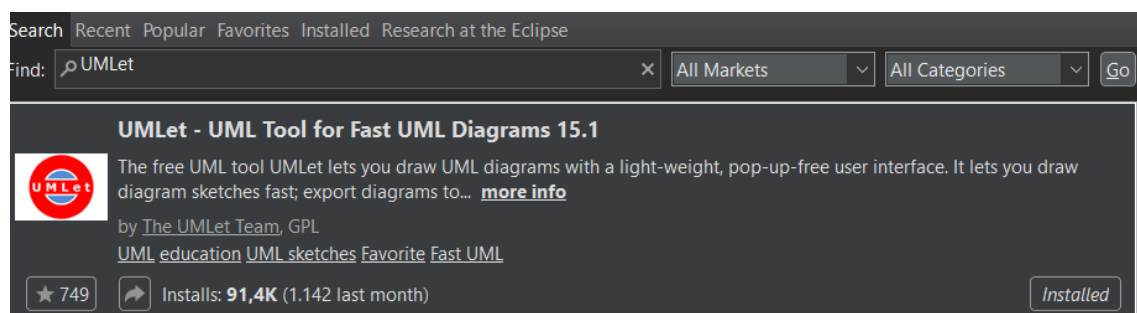 Search Recent Popular Favorites Installed Research at the Eclipse
Find: UMLet All Markets All Categories Go
UMLet - UML Tool for Fast UML Diagrams 15.1
The free UML tool UMLet lets you draw UML diagrams with a light-weight, pop-up-free user interface. It lets you draw
UMLet
diagram sketches fast; export diagrams to... more info
by The UMLet Team, GPL
UML education UML sketches Favorite Fast UML
749 Installs: 91,4K (1.142 last month) Installed